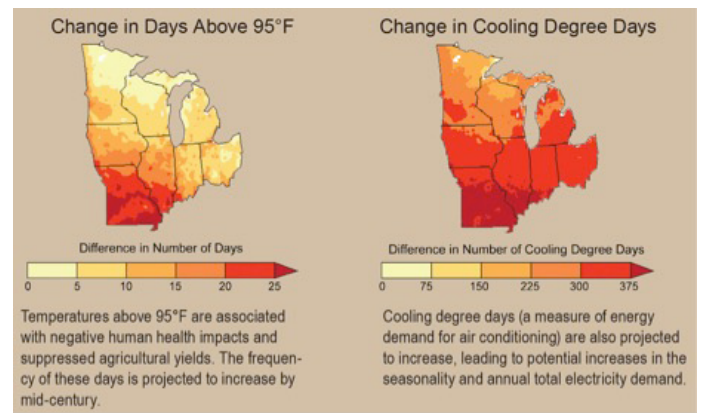 Change in Days Above 95°F
Difference in Number of Days
0 5 10 15 20 25
Temperatures above 95°F are associated
with negative human health impacts and
suppressed agricultural yields. The frequen-
cy of these days is projected to increase by
mid-century.
Change in Cooling Degree Days
Difference in Number of Cooling Degree Days
0 75 150 225 300 375
Cooling degree days (a measure of energy
demand for air conditioning) are also projected
to increase, leading to potential increases in the
seasonality and annual total electricity demand.